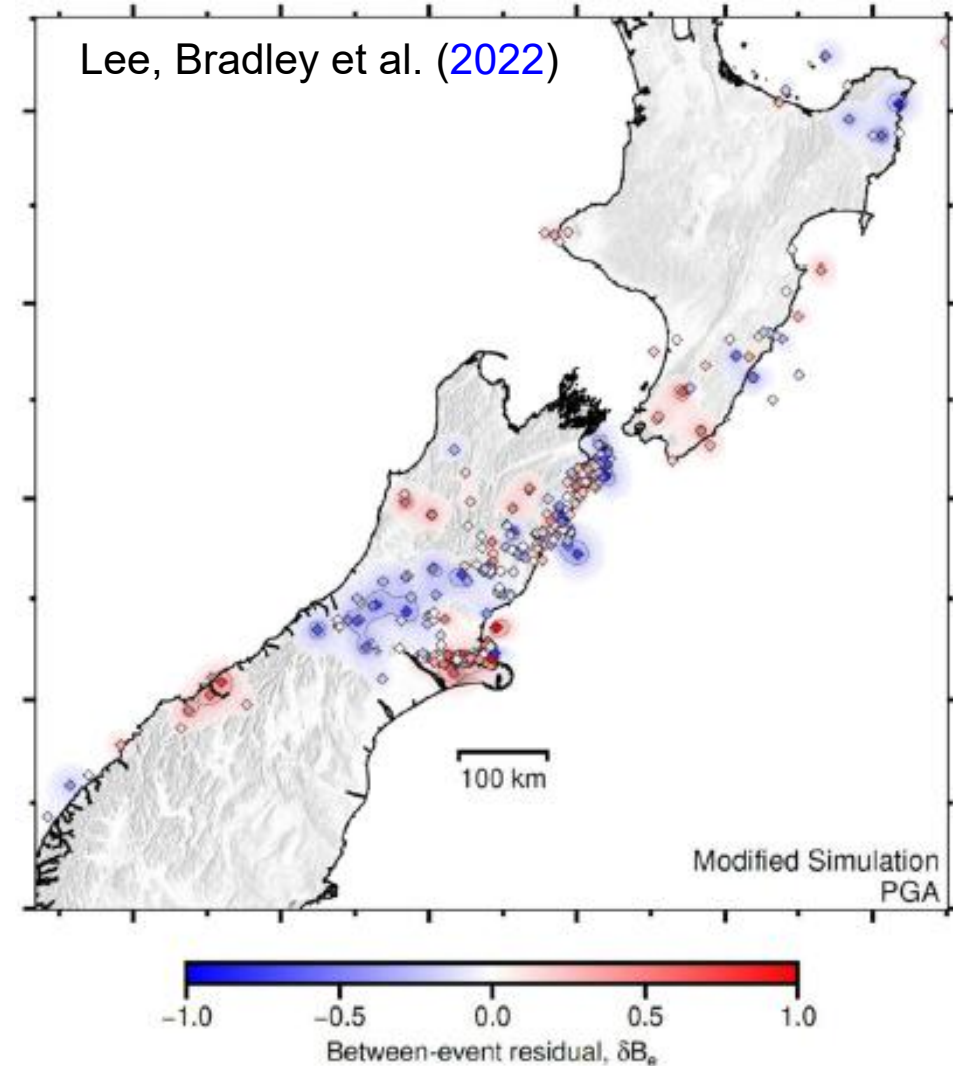 Lee, Bradley et al. (2022)
100 km
Modified Simulation
PGA
−1.0 −0.5 0.0 0.5 1.0
Between-event residual, δBₑ